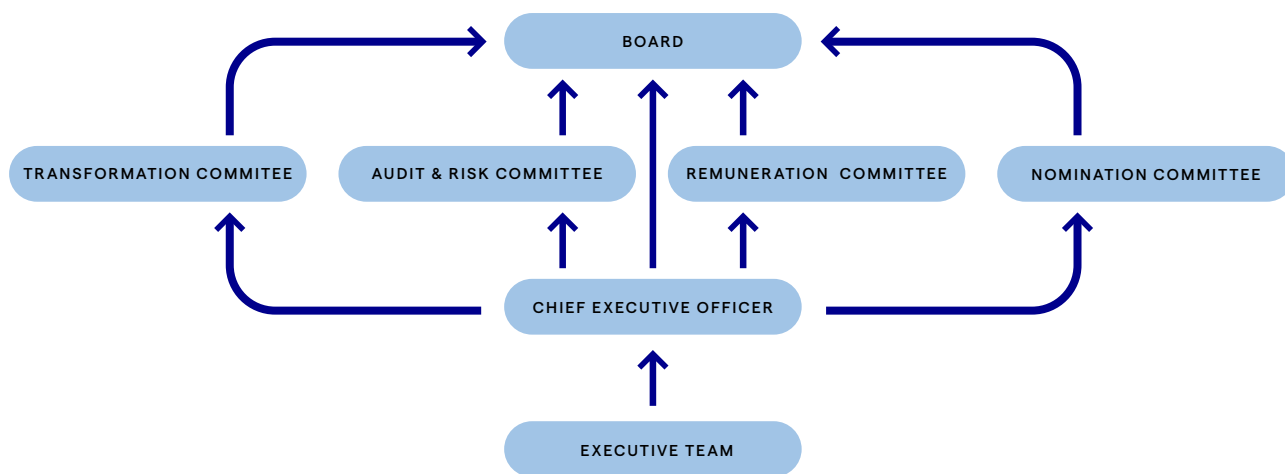 BOARD
TRANSFORMATION COMMITEE
AUDIT & RISK COMMITTEE
REMUNERATION COMMITTEE
NOMINATION COMMITTEE
CHIEF EXECUTIVE OFFICER
EXECUTIVE TEAM